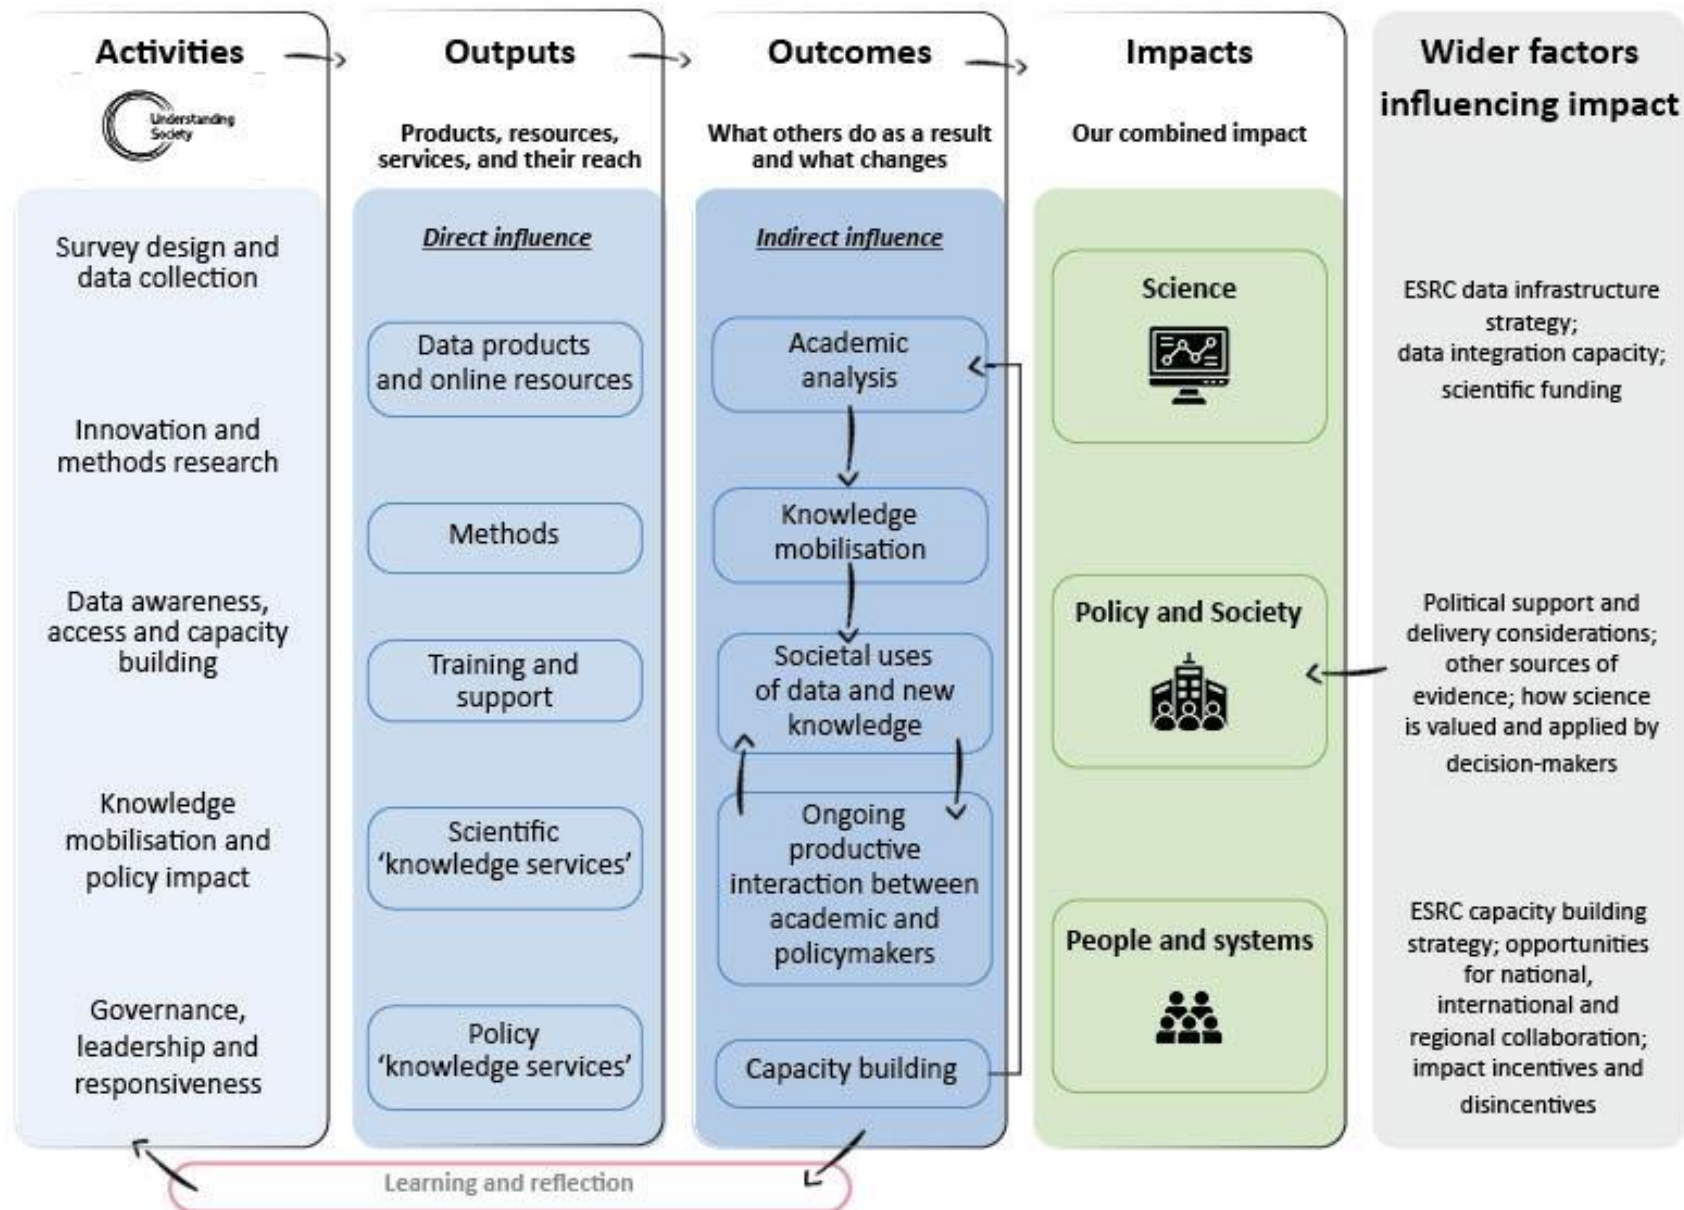 Activities
Understanding
Society
Survey design and
data collection
Innovation and
methods research
Data awareness,
access and capacity
building
Knowledge
mobilisation and
policy impact
Governance,
leadership and
responsiveness
Outputs
Products, resources,
services, and their reach
Direct influence
Data products
and online resources
Methods
Training and
support
Scientific
‘knowledge services’
Policy
‘knowledge services’
Outcomes
What others do as a result
and what changes
Indirect influence
Academic
analysis
Knowledge
mobilisation
Societal uses
of data and new
knowledge
Ongoing
productive
interaction between
academic and
policymakers
Capacity building
Impacts
Our combined impact
Science
Policy and Society
People and systems
Wider factors
influencing impact
ESRC data infrastructure
strategy;
data integration capacity;
scientific funding
Political support and
delivery considerations;
other sources of
evidence; how science
is valued and applied by
decision-makers
ESRC capacity building
strategy; opportunities
for national,
international and
regional collaboration;
impact incentives and
disincentives
Learning and reflection